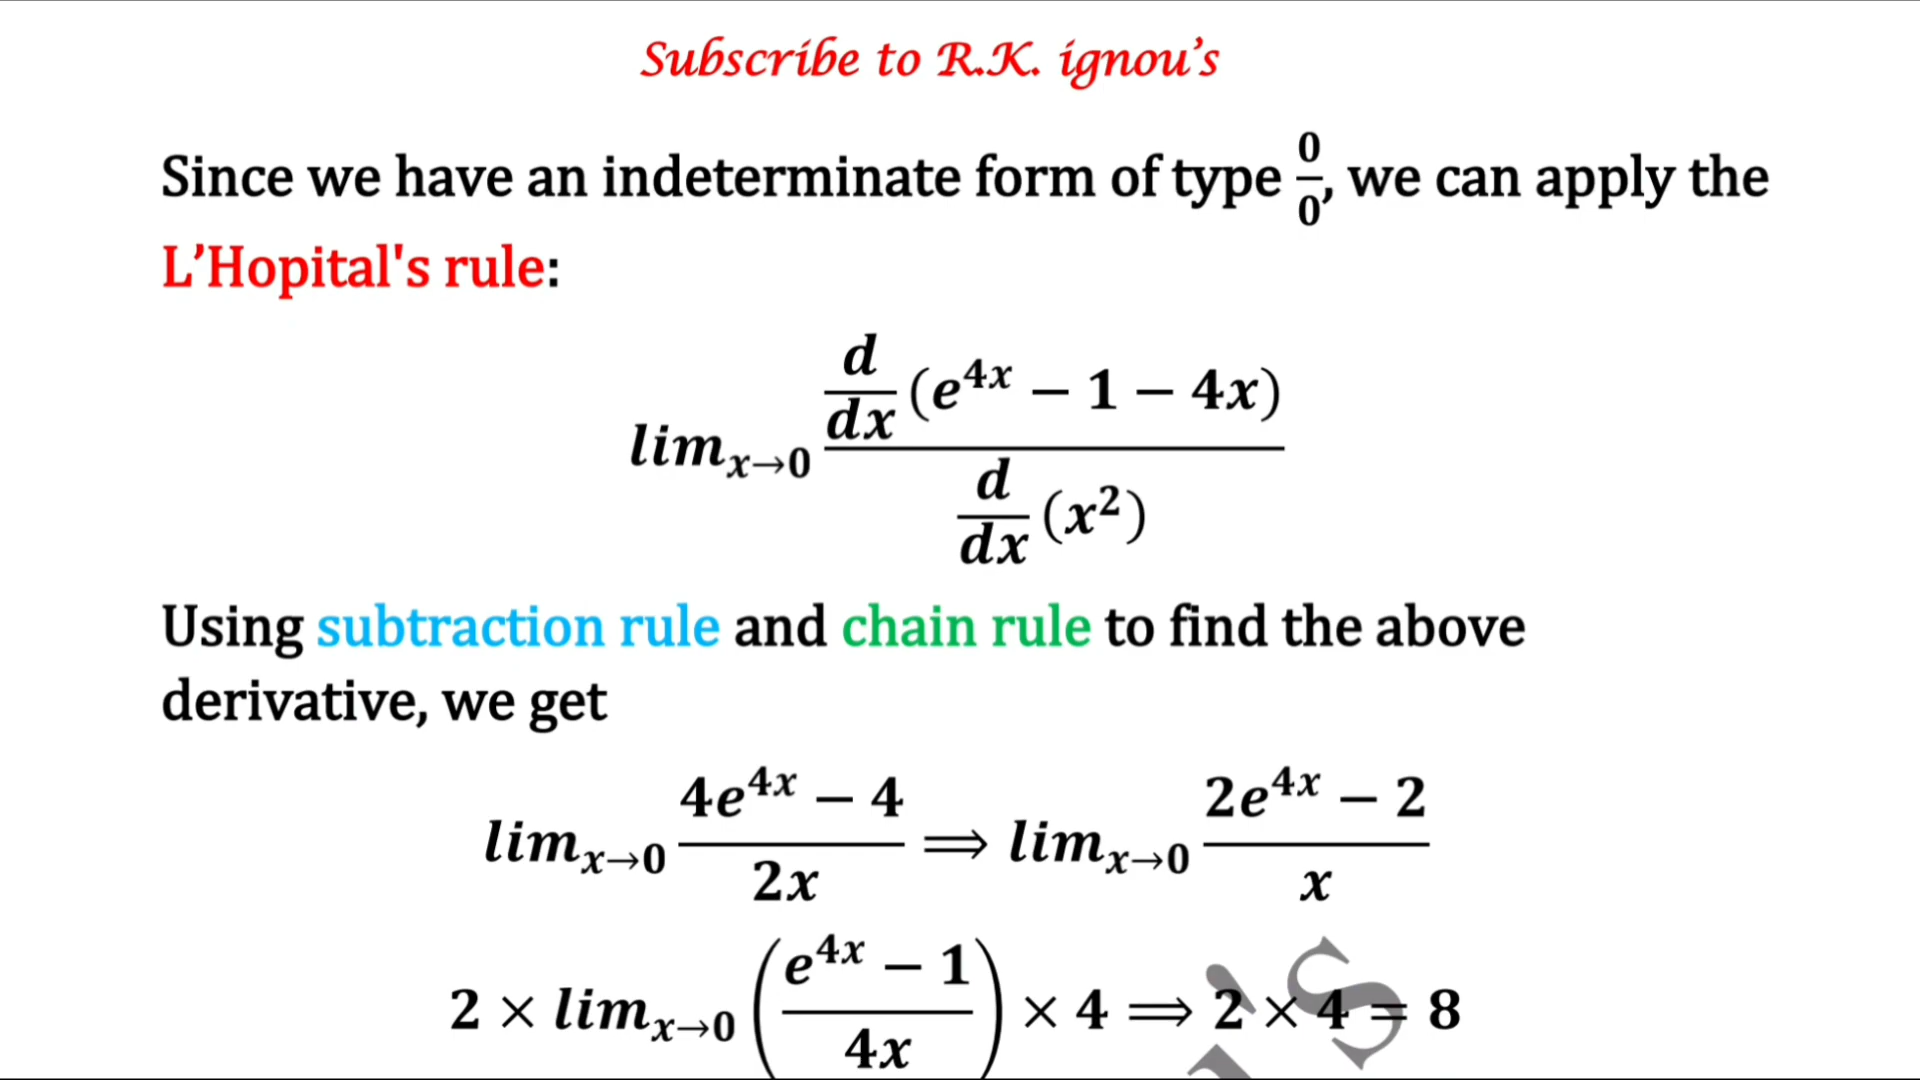 Subscribe to R.K. ignou’s
Since we have an indeterminate form of type 0/0, we can apply the
L’Hopital's rule:
lim_{x→0} (d/dx (e^{4x} − 1 − 4x)) / (d/dx (x^2))
Using subtraction rule and chain rule to find the above
derivative, we get
lim_{x→0} (4e^{4x} − 4)/(2x) ⟹ lim_{x→0} (2e^{4x} − 2)/x
2 × lim_{x→0} ((e^{4x} − 1)/(4x)) × 4 ⟹ 2 × 4 = 8